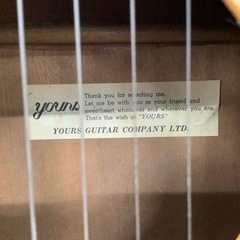 yours
Thank you for selecting me.
Let me be with you as your friend and
sweetheart whenever and wherever you are.
That's the wish of "YOURS"
YOURS GUITAR COMPANY LTD.